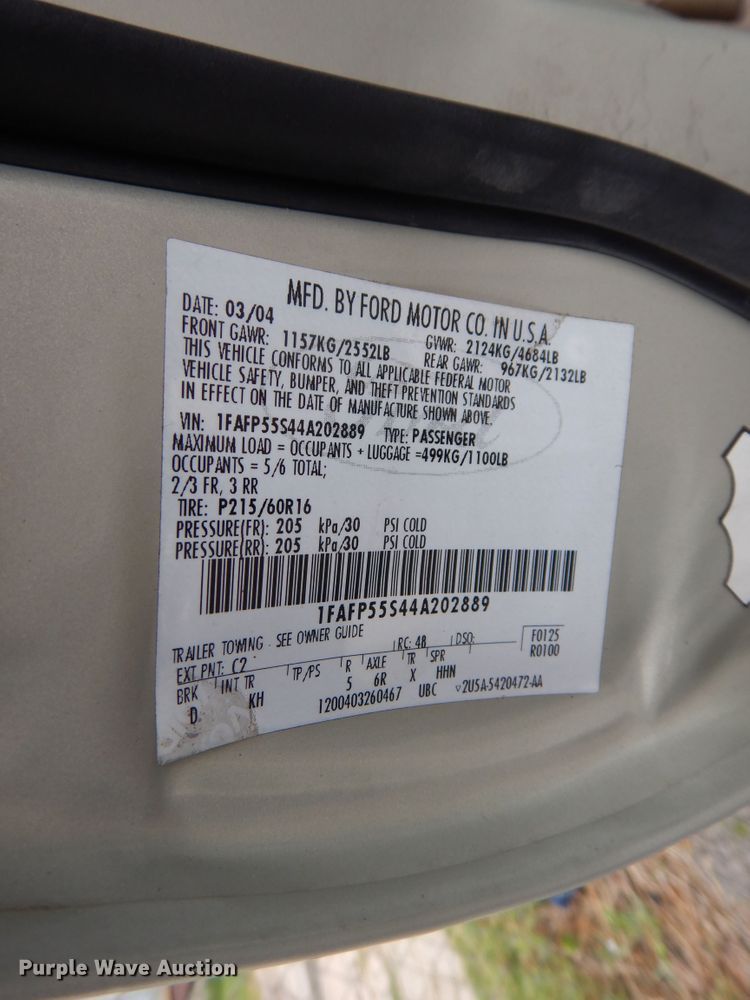 MFD. BY FORD MOTOR CO. IN U.S.A.
DATE: 03/04 GVWR: 2124KG/4684LB
FRONT GAWR: 1157KG/2552LB REAR GAWR: 967KG/2132LB
THIS VEHICLE CONFORMS TO ALL APPLICABLE FEDERAL MOTOR
VEHICLE SAFETY, BUMPER, AND THEFT PREVENTION STANDARDS
IN EFFECT ON THE DATE OF MANUFACTURE SHOWN ABOVE.
VIN: 1FAFP55S44A202889 TYPE: PASSENGER
MAXIMUM LOAD = OCCUPANTS + LUGGAGE =499KG/1100LB
OCCUPANTS = 5/6 TOTAL;
2/3 FR, 3 RR
TIRE: P215/60R16
PRESSURE(FR): 205 kPa/30 PSI COLD
PRESSURE(RR): 205 kPa/30 PSI COLD
1FAFP55S44A202889
TRAILER TOWING - SEE OWNER GUIDE
EXT PNT: C2 RC: 48 DSO: F0125
R0100
BRK INT TR TP/PS R AXLE TR SPR
D KH 5 6R X HHN
1200403260467 UBC ▽2U5A-5420472-AA
Purple Wave Auction